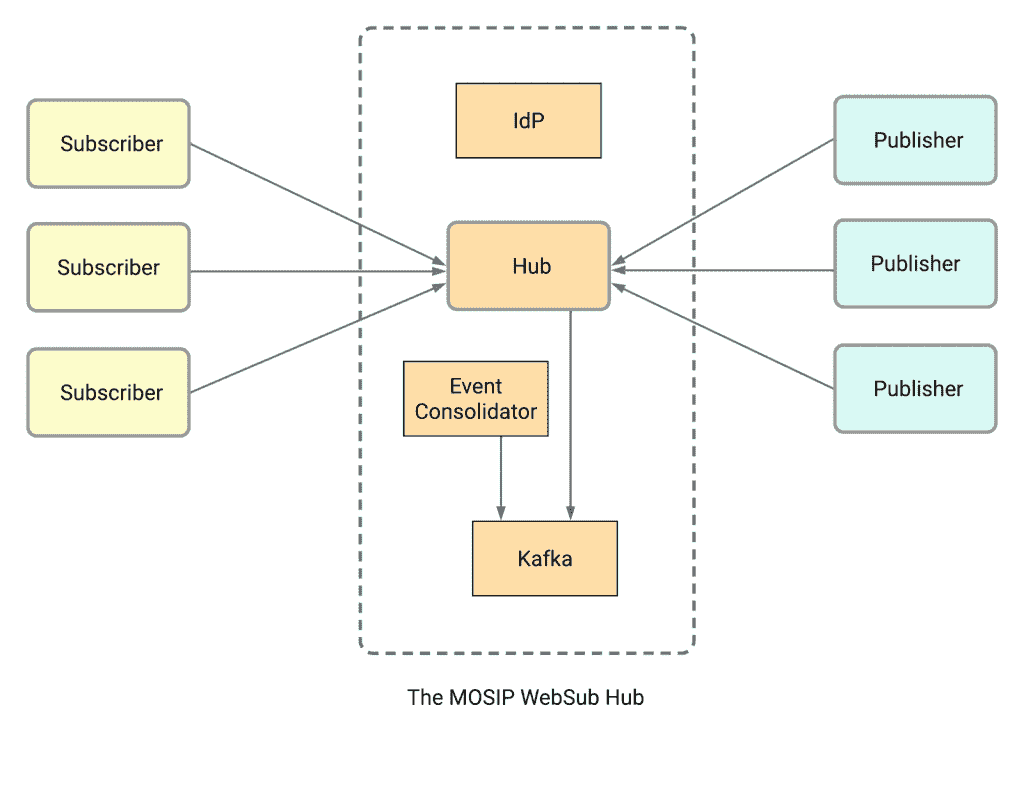 IdP
Subscriber
Publisher
Subscriber
Hub
Publisher
Subscriber
Event
Consolidator
Publisher
Kafka
The MOSIP WebSub Hub